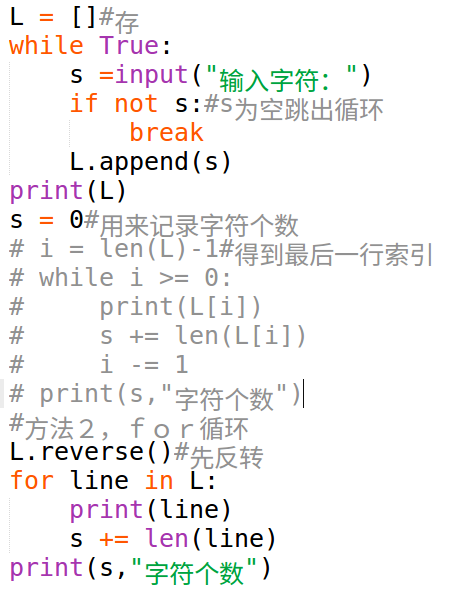 L = []#存
while True:
    s =input("输入字符：")
    if not s:#s为空跳出循环
        break
    L.append(s)
print(L)
s = 0#用来记录字符个数
# i = len(L)-1#得到最后一行索引
# while i >= 0:
#     print(L[i])
#     s += len(L[i])
#     i -= 1
# print(s,"字符个数")
#方法２，ｆｏｒ循环
L.reverse()#先反转
for line in L:
    print(line)
    s += len(line)
print(s,"字符个数")